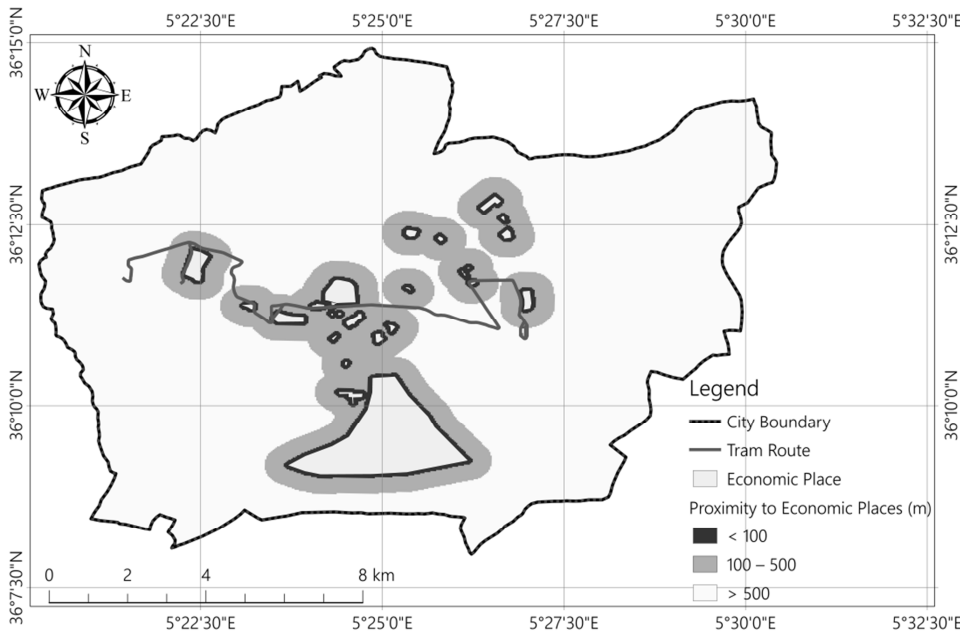 5°22'30"E 5°25'0"E 5°27'30"E 5°30'0"E 5°32'30"E
36°15'0"N
N
W E
S
36°12'30"N 36°12'30"N
36°10'0"N 36°10'0"N
Legend
City Boundary
Tram Route
Economic Place
Proximity to Economic Places (m)
< 100
100 – 500
> 500
0 2 4 8 km
36°7'30"N
5°22'30"E 5°25'0"E 5°27'30"E 5°30'0"E 5°32'30"E